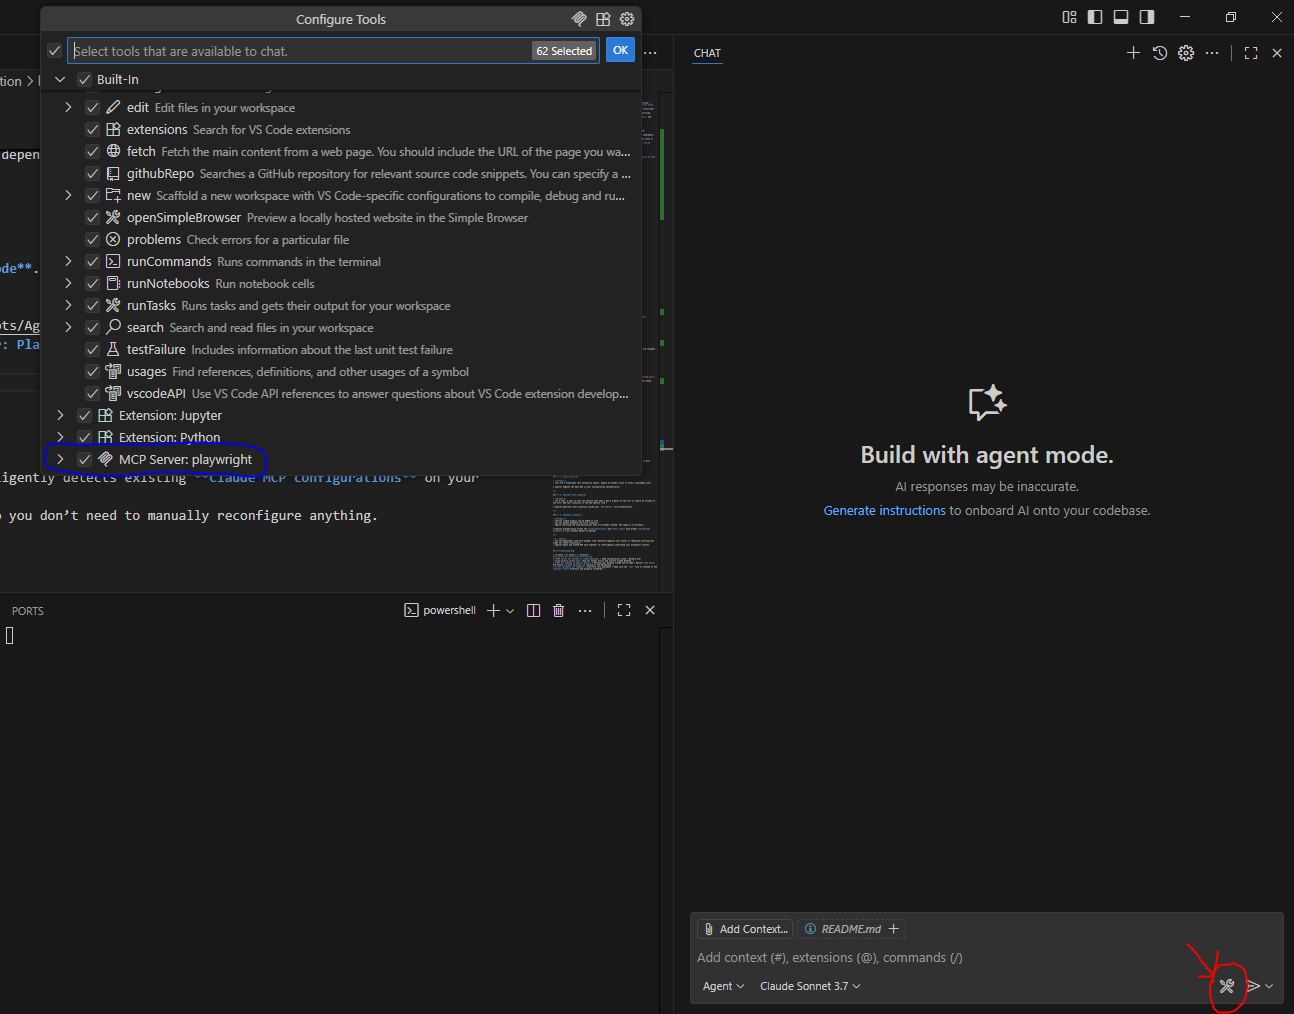 Configure Tools
Select tools that are available to chat.
62 Selected
OK
Built-In
edit Edit files in your workspace
extensions Search for VS Code extensions
fetch Fetch the main content from a web page. You should include the URL of the page you wa...
githubRepo Searches a GitHub repository for relevant source code snippets. You can specify a ...
new Scaffold a new workspace with VS Code-specific configurations to compile, debug and ru...
openSimpleBrowser Preview a locally hosted website in the Simple Browser
problems Check errors for a particular file
runCommands Runs commands in the terminal
runNotebooks Run notebook cells
runTasks Runs tasks and gets their output for your workspace
search Search and read files in your workspace
testFailure Includes information about the last unit test failure
usages Find references, definitions, and other usages of a symbol
vscodeAPI Use VS Code API references to answer questions about VS Code extension develop...
Extension: Jupyter
Extension: Python
MCP Server: playwright
tion >
depen
ode**.
ots/Ag
: Pla
igently detects existing **Claude MCP configurations** on your
you don’t need to manually reconfigure anything.
PORTS
powershell
CHAT
Build with agent mode.
AI responses may be inaccurate.
Generate instructions to onboard AI onto your codebase.
Add Context...
README.md
Add context (#), extensions (@), commands (/)
Agent
Claude Sonnet 3.7